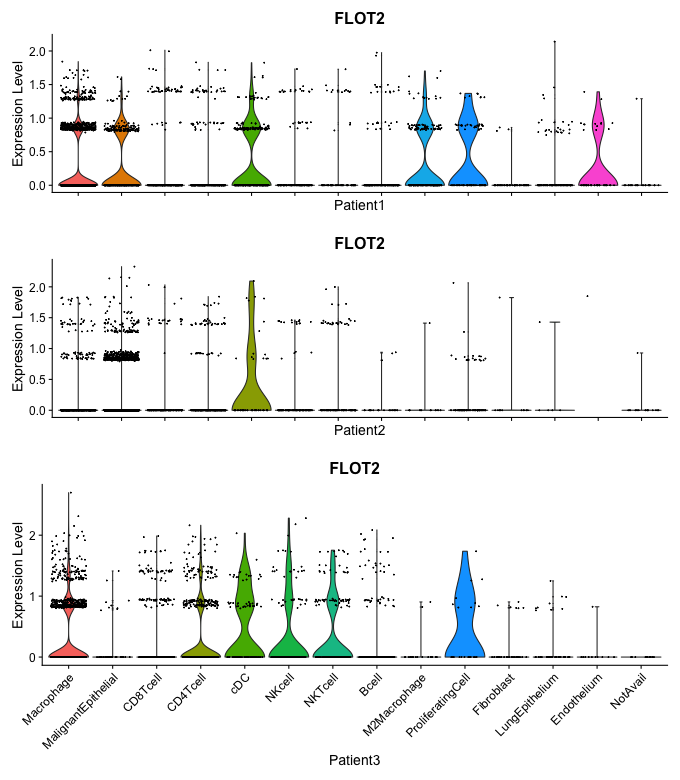 FLOT2
Expression Level
2.0
1.5
1.0
0.5
0.0
Patient1
FLOT2
Expression Level
2.0
1.5
1.0
0.5
0.0
Patient2
FLOT2
Expression Level
2
1
0
Macrophage
MalignantEpithelial
CD8Tcell
CD4Tcell
cDC
NKcell
NKTcell
Bcell
M2Macrophage
ProliferatingCell
Fibroblast
LungEpithelium
Endothelium
NotAvail
Patient3